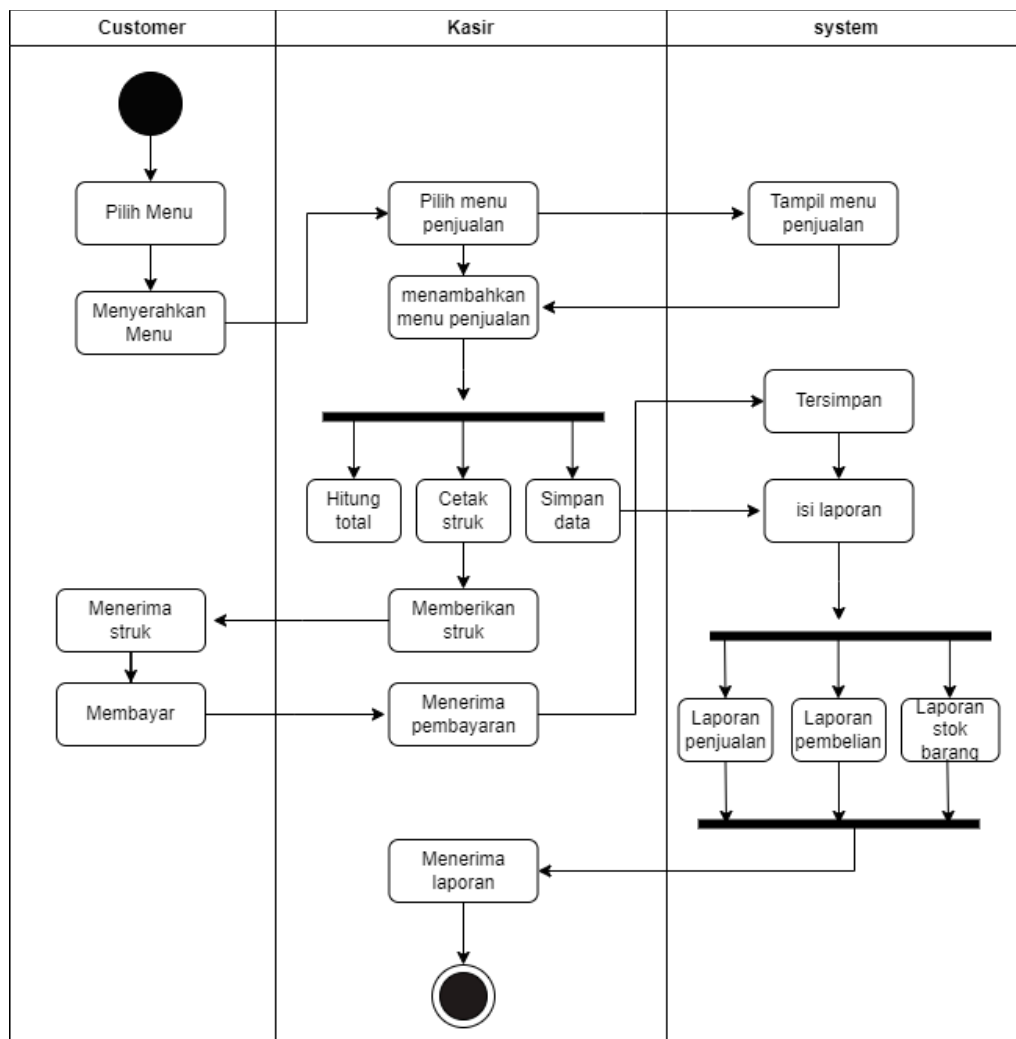 Customer
Kasir
system
Pilih Menu
Pilih menu
penjualan
Tampil menu
penjualan
Menyerahkan
Menu
menambahkan
menu penjualan
Tersimpan
Hitung
total
Cetak
struk
Simpan
data
isi laporan
Menerima
struk
Memberikan
struk
Membayar
Menerima
pembayaran
Laporan
penjualan
Laporan
pembelian
Laporan
stok
barang
Menerima
laporan